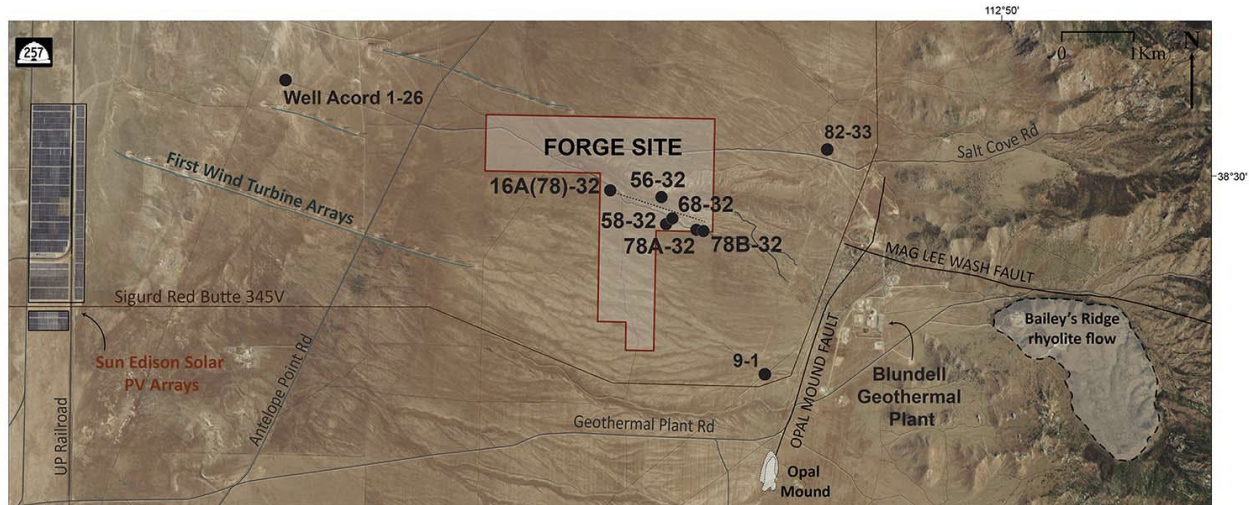 112°50'
257
0 1Km
N
Well Acord 1-26
FORGE SITE
82-33
Salt Cove Rd
38°30'
First Wind Turbine Arrays
16A(78)-32
56-32
68-32
58-32
78A-32
78B-32
MAG LEE WASH FAULT
Sigurd Red Butte 345V
Bailey's Ridge
rhyolite flow
Sun Edison Solar
PV Arrays
Antelope Point Rd
9-1
OPAL MOUND FAULT
Blundell
Geothermal
Plant
UP Railroad
Geothermal Plant Rd
Opal
Mound